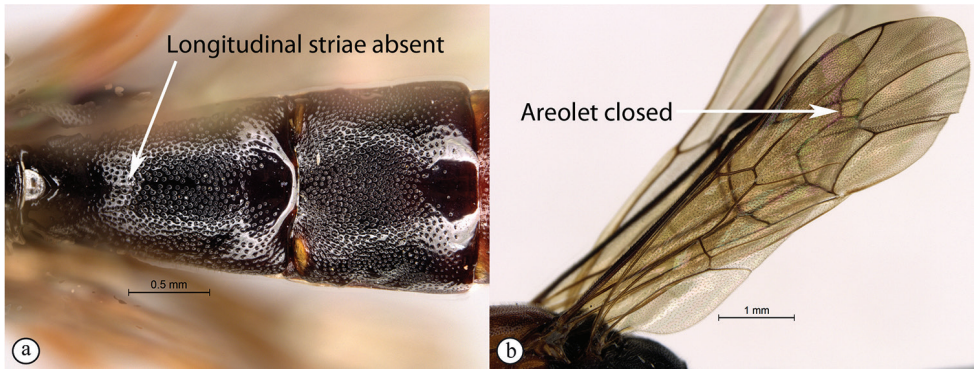 Longitudinal striae absent
0.5 mm
a
Areolet closed
1 mm
b